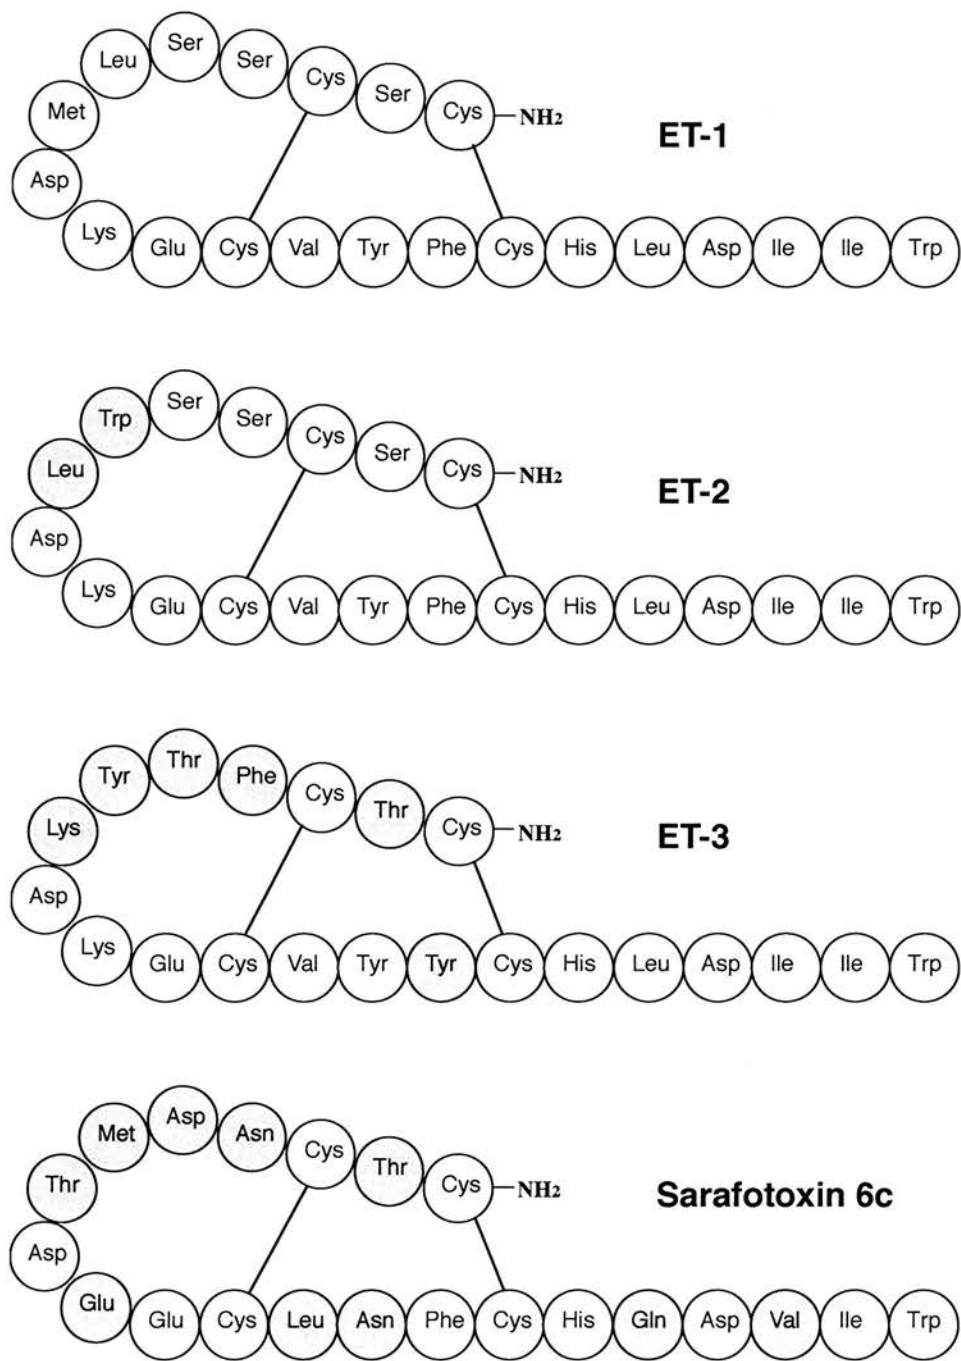 Leu Ser Ser Cys Ser Cys NH2
Met
ET-1
Asp
Lys Glu Cys Val Tyr Phe Cys His Leu Asp Ile Ile Trp
Trp Ser Ser Cys Ser Cys NH2
Leu
ET-2
Asp
Lys Glu Cys Val Tyr Phe Cys His Leu Asp Ile Ile Trp
Tyr Thr Phe Cys Thr Cys NH2
Lys
ET-3
Asp
Lys Glu Cys Val Tyr Tyr Cys His Leu Asp Ile Ile Trp
Met Asp Asn Cys Thr Cys NH2
Thr
Sarafotoxin 6c
Asp
Glu Glu Cys Leu Asn Phe Cys His Gln Asp Val Ile Trp